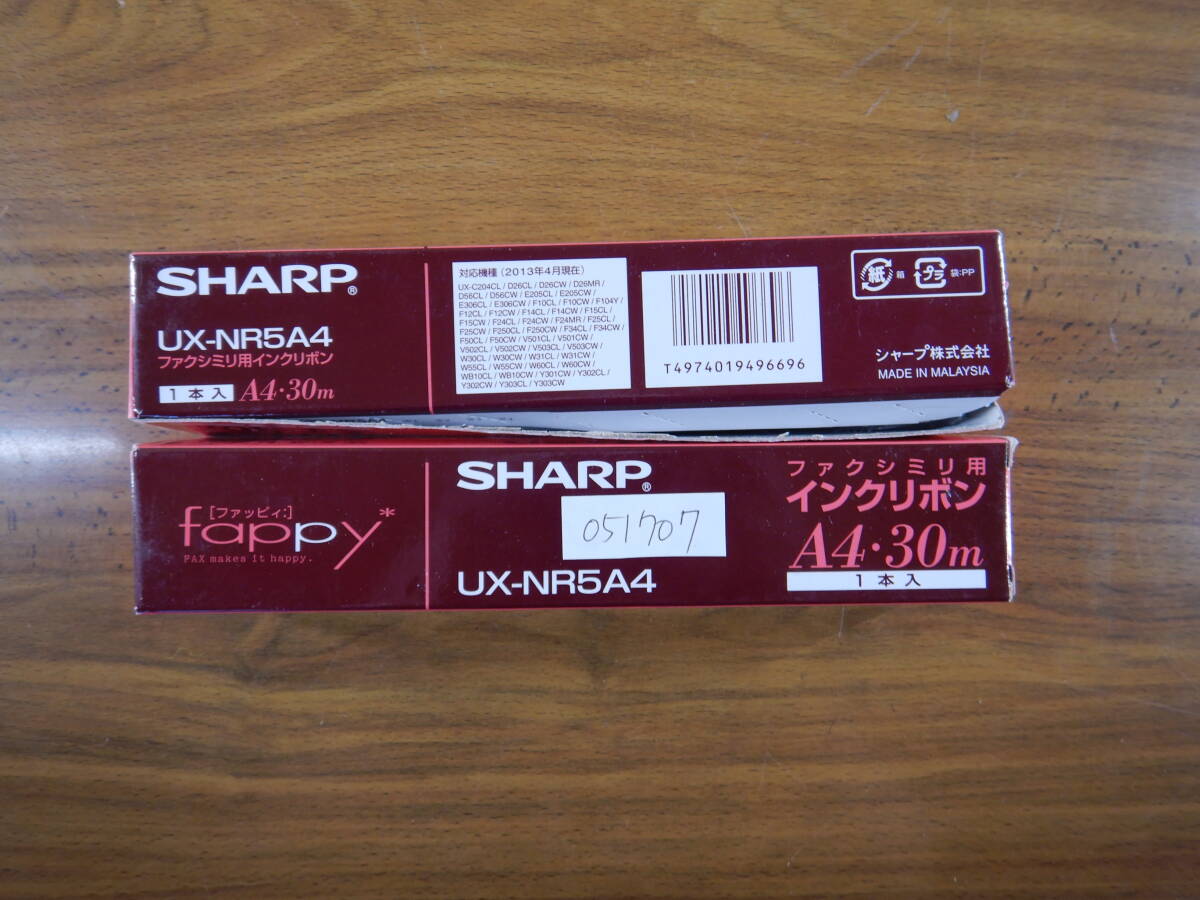 SHARP®
UX-NR5A4
ファクシミリ用インクリボン
1本入 A4・30m
対応機種(2013年4月現在)
UX-C204CL / D26CL / D26CW / D26MR /
D56CL / D56CW / E205CL / E205CW /
E306CL / E306CW / F10CL / F10CW / F104Y /
F12CL / F12CW / F14CL / F14CW / F15CL /
F15CW / F24CL / F24CW / F24MR / F25CL /
F25CW / F250CL / F250CW / F34CL / F34CW /
F50CL / F50CW / V501CL / V501CW /
V502CL / V502CW / V503CL / V503CW /
W30CL / W30CW / W31CL / W31CW /
W55CL / W55CW / W60CL / W60CW /
WB10CL / WB10CW / Y301CW / Y302CL /
Y302CW / Y303CL / Y303CW
T4974019496696
紙 箱 プラ 袋:PP
シャープ株式会社
MADE IN MALAYSIA
[ファッピィ:]
fappy*
FAX makes it happy.
SHARP®
051707
UX-NR5A4
ファクシミリ用
インクリボン
A4・30m
1本入